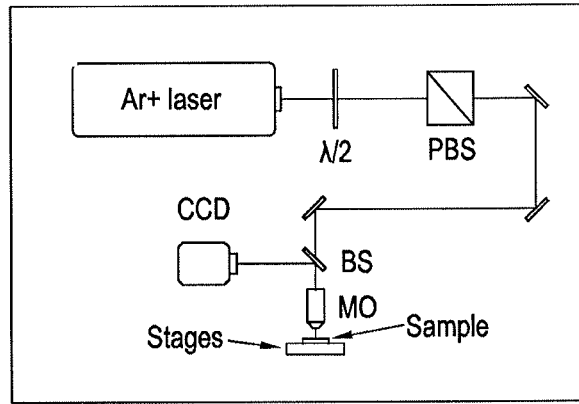 Ar+ laser
λ/2
PBS
CCD
BS
MO
Stages
Sample